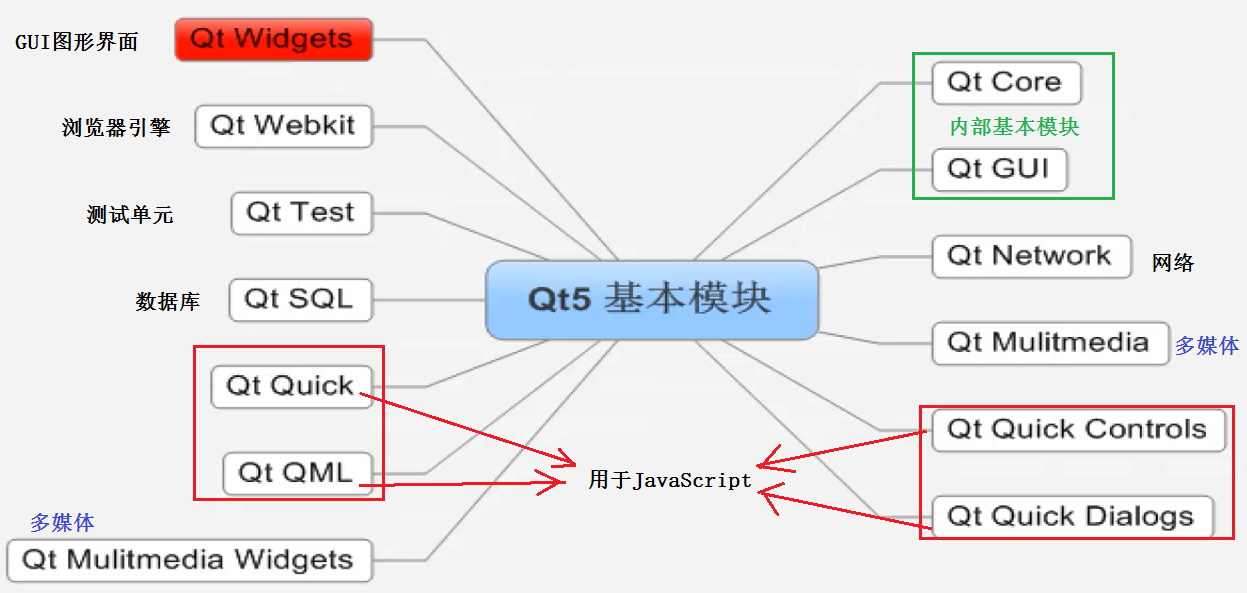 GUI图形界面
Qt Widgets
浏览器引擎
Qt Webkit
测试单元
Qt Test
数据库
Qt SQL
Qt Quick
Qt QML
多媒体
Qt Mulitmedia Widgets
Qt5 基本模块
用于JavaScript
Qt Core
内部基本模块
Qt GUI
Qt Network
网络
Qt Mulitmedia
多媒体
Qt Quick Controls
Qt Quick Dialogs